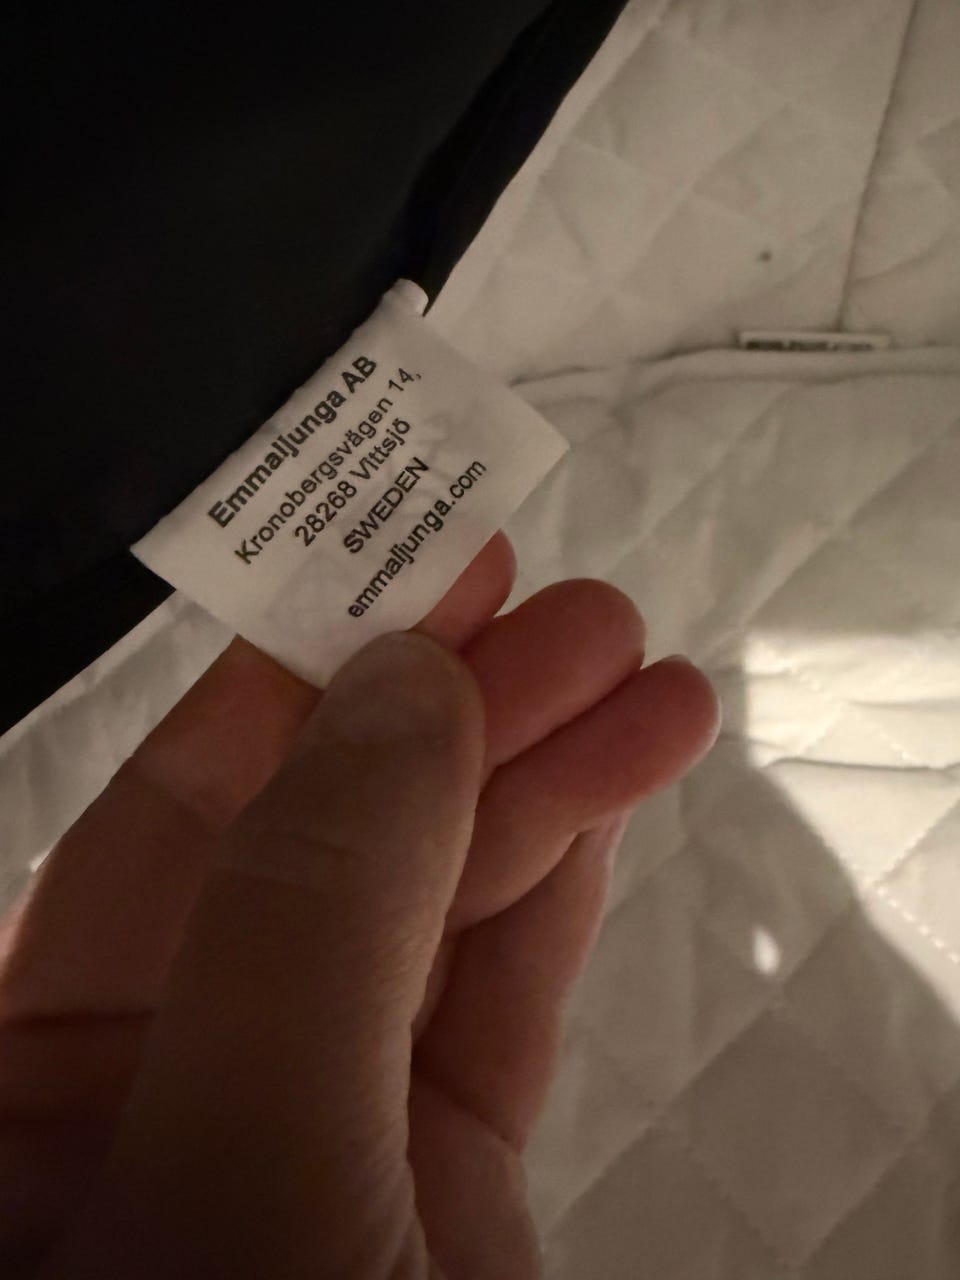 Emmaljunga AB
Kronobergsvägen 14,
28268 Vittsjö
SWEDEN
emmaljunga.com